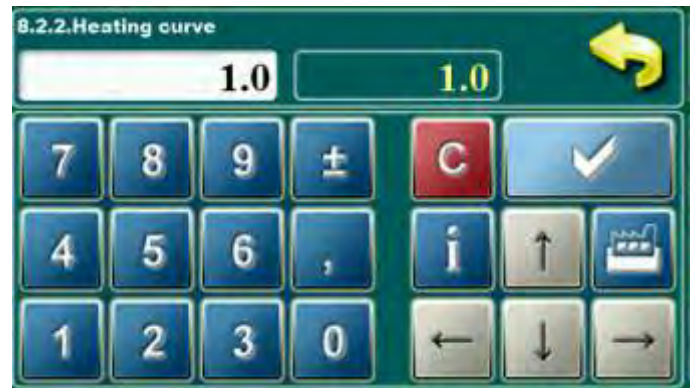 8.2.2.Heating curve
1.0 1.0
7 8 9 ± C
4 5 6 , i ↑
1 2 3 0 ← ↓ →